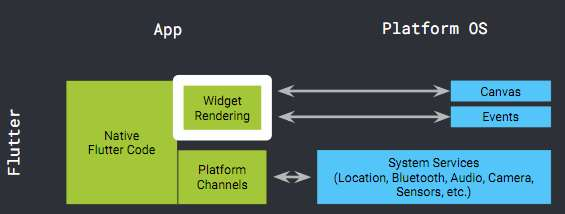 App
Platform OS
Flutter
Native
Flutter Code
Widget
Rendering
Platform
Channels
Canvas
Events
System Services
(Location, Bluetooth, Audio, Camera,
Sensors, etc.)